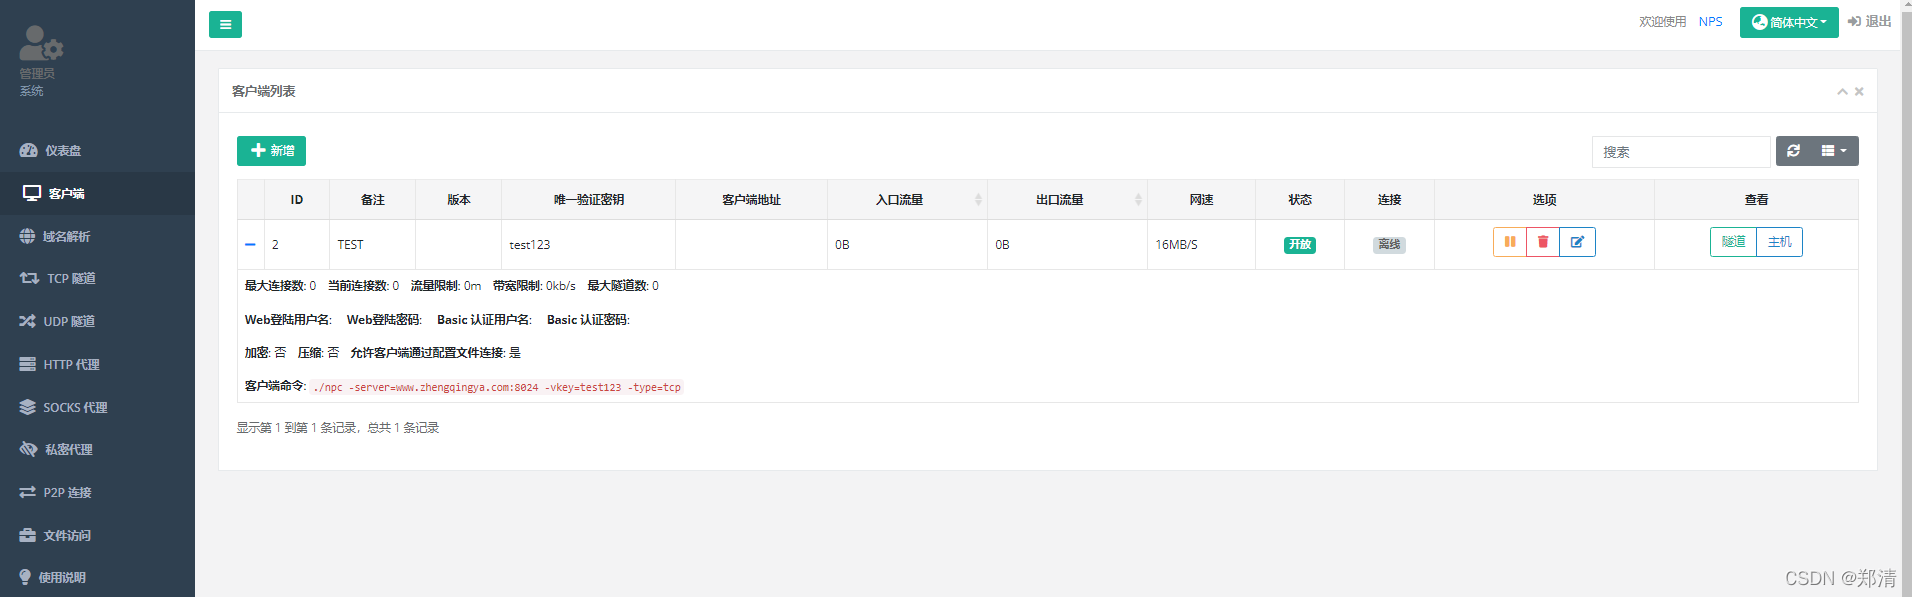 欢迎使用 NPS 简体中文 退出
管理员
系统
仪表盘
客户端
域名解析
TCP 隧道
UDP 隧道
HTTP 代理
SOCKS 代理
私密代理
P2P 连接
文件访问
使用说明
客户端列表
新增
搜索
ID 备注 版本 唯一验证密钥 客户端地址 入口流量 出口流量 网速 状态 连接 选项 查看
2 TEST test123 0B 0B 16MB/S 开放 离线 隧道 主机
最大连接数: 0 当前连接数: 0 流量限制: 0m 带宽限制: 0kb/s 最大隧道数: 0
Web登陆用户名: Web登陆密码: Basic 认证用户名: Basic 认证密码:
加密: 否 压缩: 否 允许客户端通过配置文件连接: 是
客户端命令: ./npc -server=www.zhengqingya.com:8024 -vkey=test123 -type=tcp
显示第 1 到第 1 条记录，总共 1 条记录
CSDN @郑清